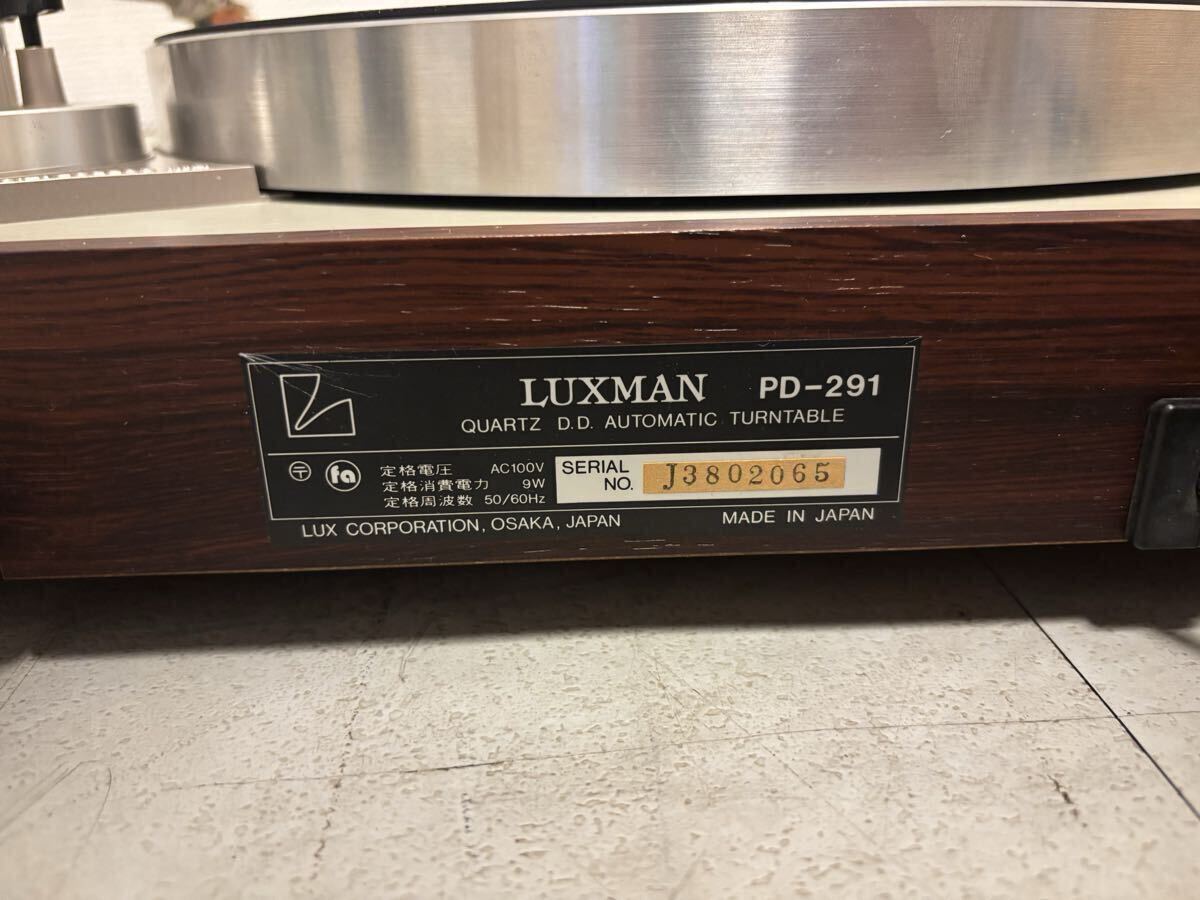 LUXMAN PD-291
QUARTZ D.D. AUTOMATIC TURNTABLE
〒 fa
定格電圧 AC100V
定格消費電力 9W
定格周波数 50/60Hz
SERIAL NO. J3802065
LUX CORPORATION, OSAKA, JAPAN
MADE IN JAPAN